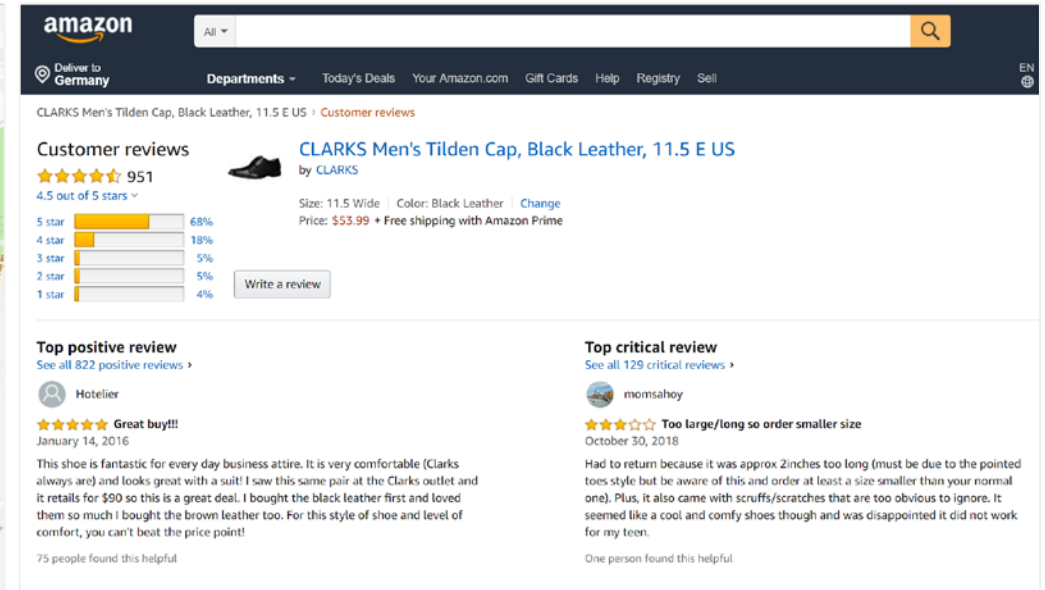 amazon
All
Deliver to
Germany
Departments
Today's Deals
Your Amazon.com
Gift Cards
Help
Registry
Sell
EN
CLARKS Men's Tilden Cap, Black Leather, 11.5 E US › Customer reviews
Customer reviews
951
4.5 out of 5 stars
5 star 68%
4 star 18%
3 star 5%
2 star 5%
1 star 4%
CLARKS Men's Tilden Cap, Black Leather, 11.5 E US
by CLARKS
Size: 11.5 Wide | Color: Black Leather | Change
Price: $53.99 + Free shipping with Amazon Prime
Write a review
Top positive review
See all 822 positive reviews ›
Hotelier
Great buy!!!
January 14, 2016
This shoe is fantastic for every day business attire. It is very comfortable (Clarks
always are) and looks great with a suit! I saw this same pair at the Clarks outlet and
it retails for $90 so this is a great deal. I bought the black leather first and loved
them so much I bought the brown leather too. For this style of shoe and level of
comfort, you can't beat the price point!
75 people found this helpful
Top critical review
See all 129 critical reviews ›
momsahoy
Too large/long so order smaller size
October 30, 2018
Had to return because it was approx 2inches too long (must be due to the pointed
toes style but be aware of this and order at least a size smaller than your normal
one). Plus, it also came with scruffs/scratches that are too obvious to ignore. It
seemed like a cool and comfy shoes though and was disappointed it did not work
for my teen.
One person found this helpful